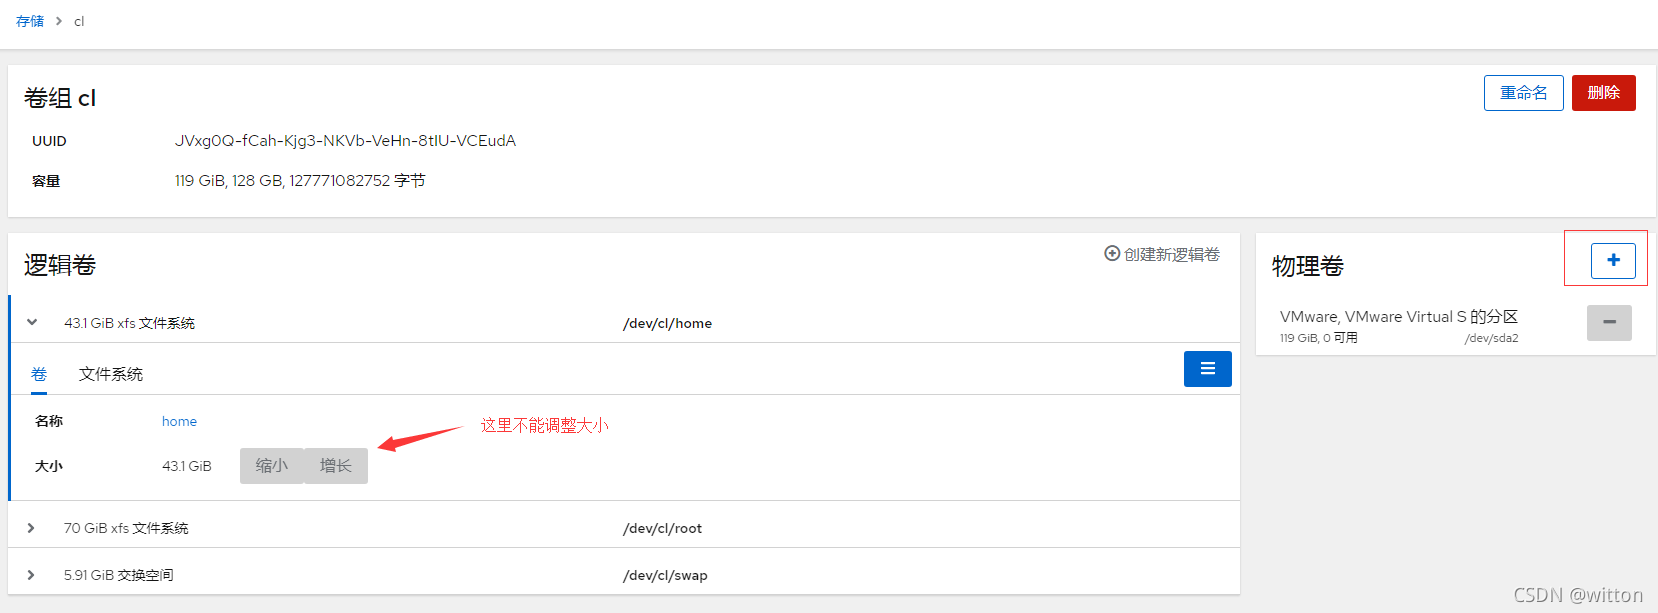 存储 > cl
卷组 cl
重命名 删除
UUID JVxg0Q-fCah-Kjg3-NKVb-VeHn-8tIU-VCEudA
容量 119 GiB, 128 GB, 127771082752 字节
逻辑卷
创建新逻辑卷
43.1 GiB xfs 文件系统 /dev/cl/home
卷 文件系统
名称 home
这里不能调整大小
大小 43.1 GiB 缩小 增长
70 GiB xfs 文件系统 /dev/cl/root
5.91 GiB 交换空间 /dev/cl/swap
物理卷
VMware, VMware Virtual S 的分区
119 GiB, 0 可用 /dev/sda2
CSDN @witton